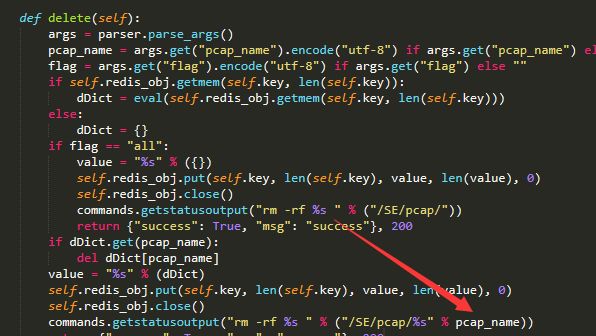 def delete(self):
args = parser.parse_args()
pcap_name = args.get("pcap_name").encode("utf-8") if args.get("pcap_name") el
flag = args.get("flag").encode("utf-8") if args.get("flag") else ""
if self.redis_obj.getmem(self.key, len(self.key)):
dDict = eval(self.redis_obj.getmem(self.key, len(self.key)))
else:
dDict = {}
if flag == "all":
value = "%s" % ({})
self.redis_obj.put(self.key, len(self.key), value, len(value), 0)
self.redis_obj.close()
commands.getstatusoutput("rm -rf %s " % ("/SE/pcap/"))
return {"success": True, "msg": "success"}, 200
if dDict.get(pcap_name):
del dDict[pcap_name]
value = "%s" % (dDict)
self.redis_obj.put(self.key, len(self.key), value, len(value), 0)
self.redis_obj.close()
commands.getstatusoutput("rm -rf %s " % ("/SE/pcap/%s" % pcap_name))